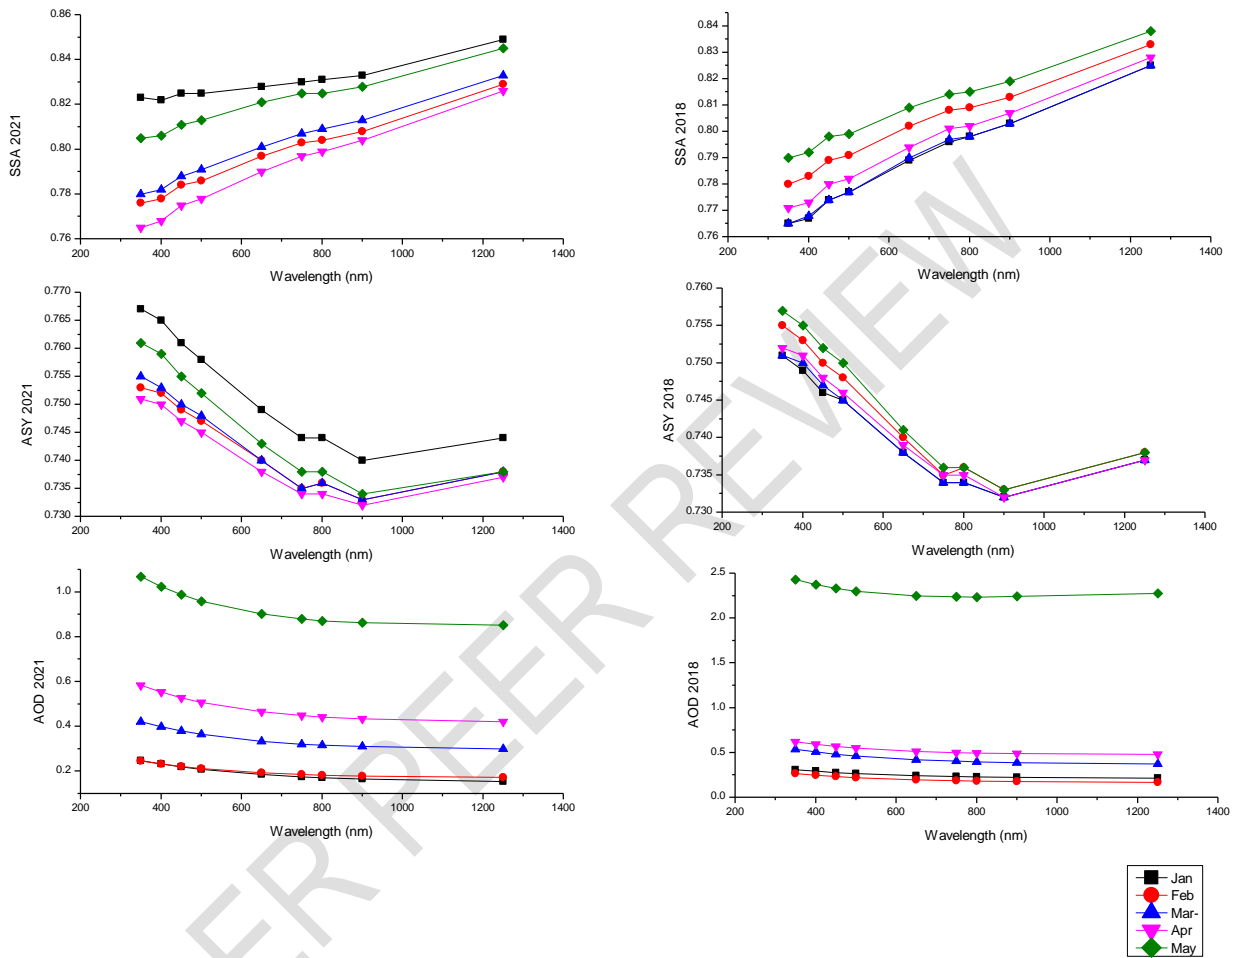 0.86
0.84
0.82
0.80
0.78
0.76
SSA 2021
200 400 600 800 1000 1200 1400
Wavelength (nm)
0.84
0.83
0.82
0.81
0.80
0.79
0.78
0.77
0.76
SSA 2018
200 400 600 800 1000 1200 1400
Wavelength (nm)
0.770
0.765
0.760
0.755
0.750
0.745
0.740
0.735
0.730
ASY 2021
200 400 600 800 1000 1200 1400
Wavelength (nm)
0.760
0.755
0.750
0.745
0.740
0.735
0.730
ASY 2018
200 400 600 800 1000 1200 1400
Wavelength (nm)
1.0
0.8
0.6
0.4
0.2
AOD 2021
200 400 600 800 1000 1200 1400
Wavelength (nm)
2.5
2.0
1.5
1.0
0.5
0.0
AOD 2018
200 400 600 800 1000 1200 1400
Wavelength (nm)
Jan
Feb
Mar-
Apr
May
ER PEER REVIEW